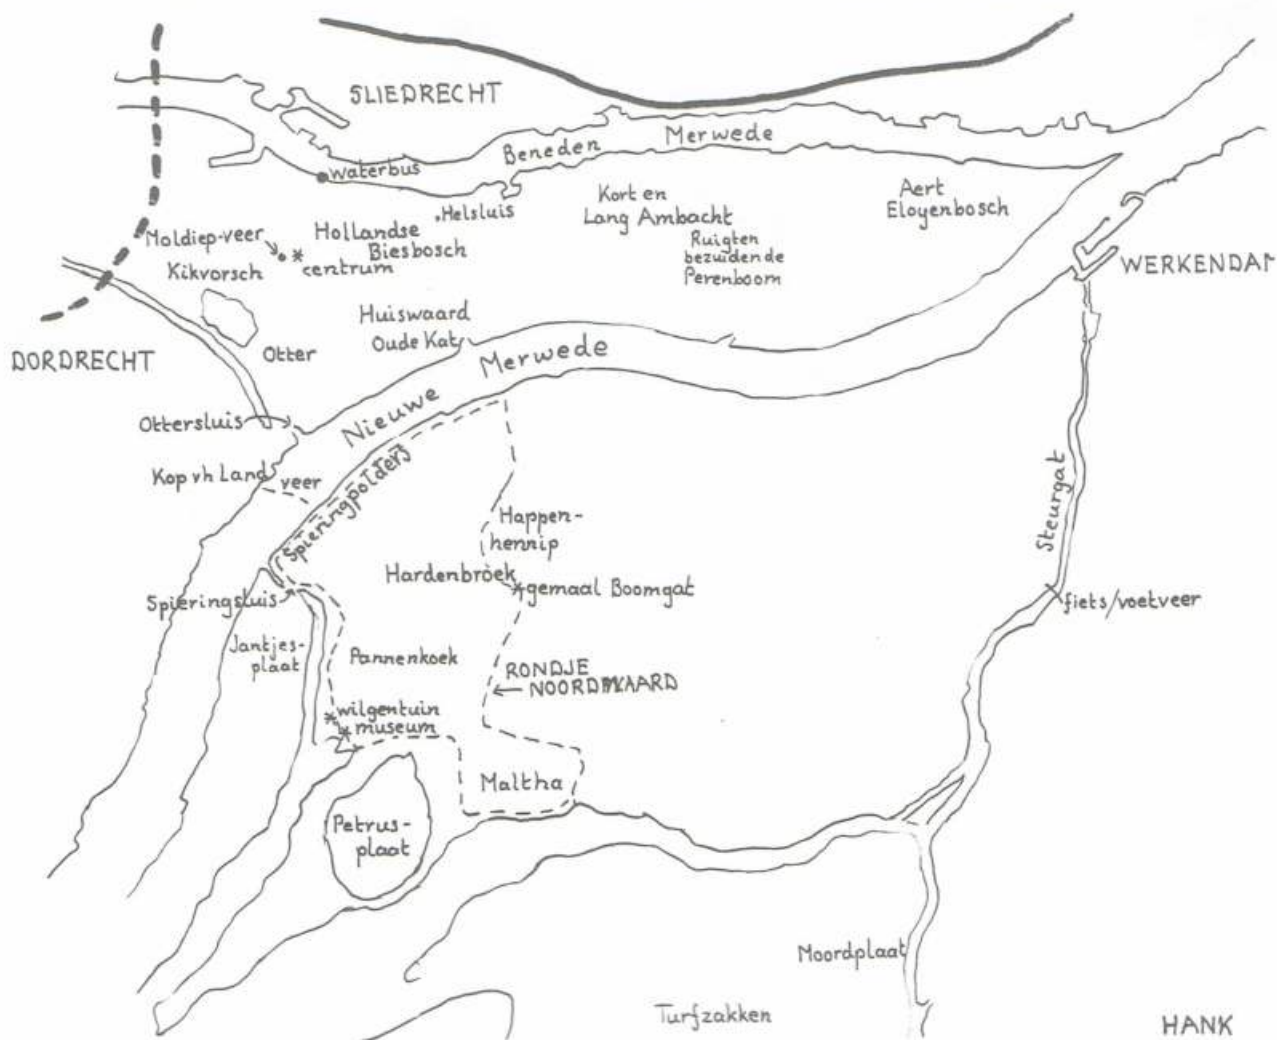 SLIEDRECHT
Beneden Merwede
waterbus
Helsluis
Kort en
Lang Ambacht
Aert
Eloyenbosch
Moldiep-veer
Hollandse
Biesbosch
centrum
Ruigten
bezuiden de
Perenboom
Kikvorsch
WERKENDAM
Huiswaard
Oude Kat
Otter
DORDRECHT
Nieuwe Merwede
Ottersluis
Kop vh Land
veer
Spieringpolders
Steurgat
Happen-
hennip
Hardenbroek
gemaal Boomgat
Spieringsluis
fiets/voetveer
Jantjes-
plaat
Pannenkoek
RONDJE
NOORDWAARD
wilgentuin
museum
Maltha
Petrus-
plaat
Moordplaat
Turfzakken
HANK